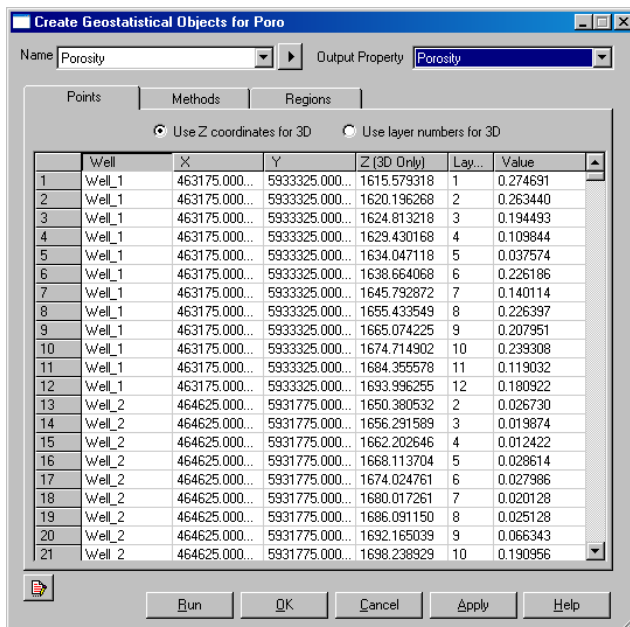 Create Geostatistical Objects for Poro
Name Porosity Output Property Porosity
Points Methods Regions
Use Z coordinates for 3D Use layer numbers for 3D
Well X Y Z (3D Only) Lay... Value
1 Well_1 463175.000... 5933325.000... 1615.579318 1 0.274691
2 Well_1 463175.000... 5933325.000... 1620.196268 2 0.263440
3 Well_1 463175.000... 5933325.000... 1624.813218 3 0.194493
4 Well_1 463175.000... 5933325.000... 1629.430168 4 0.109844
5 Well_1 463175.000... 5933325.000... 1634.047118 5 0.037574
6 Well_1 463175.000... 5933325.000... 1638.664068 6 0.226186
7 Well_1 463175.000... 5933325.000... 1645.792872 7 0.140114
8 Well_1 463175.000... 5933325.000... 1655.433549 8 0.226397
9 Well_1 463175.000... 5933325.000... 1665.074225 9 0.207951
10 Well_1 463175.000... 5933325.000... 1674.714902 10 0.239308
11 Well_1 463175.000... 5933325.000... 1684.355578 11 0.119032
12 Well_1 463175.000... 5933325.000... 1693.996255 12 0.180922
13 Well_2 464625.000... 5931775.000... 1650.380532 2 0.026730
14 Well_2 464625.000... 5931775.000... 1656.291589 3 0.019874
15 Well_2 464625.000... 5931775.000... 1662.202646 4 0.012422
16 Well_2 464625.000... 5931775.000... 1668.113704 5 0.028614
17 Well_2 464625.000... 5931775.000... 1674.024761 6 0.027986
18 Well_2 464625.000... 5931775.000... 1680.017261 7 0.020128
19 Well_2 464625.000... 5931775.000... 1686.091150 8 0.025128
20 Well_2 464625.000... 5931775.000... 1692.165039 9 0.066343
21 Well_2 464625.000... 5931775.000... 1698.238929 10 0.190956
Run OK Cancel Apply Help